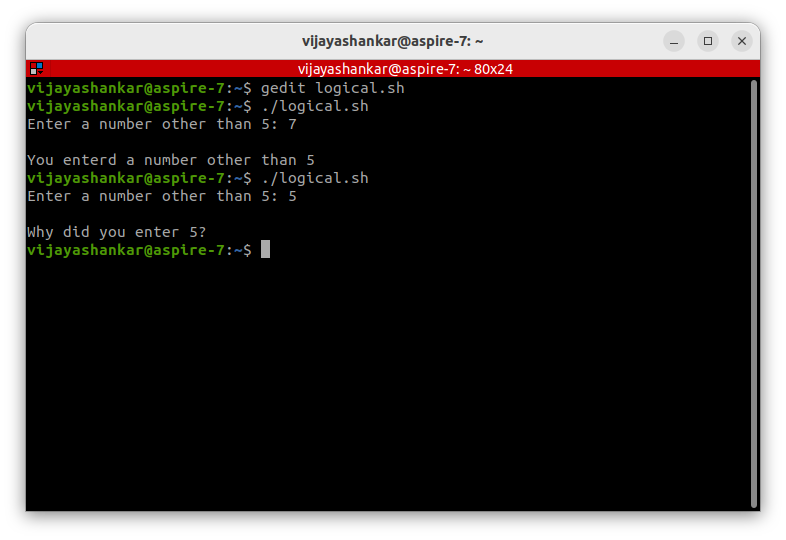 vijayashankar@aspire-7: ~
vijayashankar@aspire-7: ~ 80x24
vijayashankar@aspire-7:~$ gedit logical.sh
vijayashankar@aspire-7:~$ ./logical.sh
Enter a number other than 5: 7
You enterd a number other than 5
vijayashankar@aspire-7:~$ ./logical.sh
Enter a number other than 5: 5
Why did you enter 5?
vijayashankar@aspire-7:~$